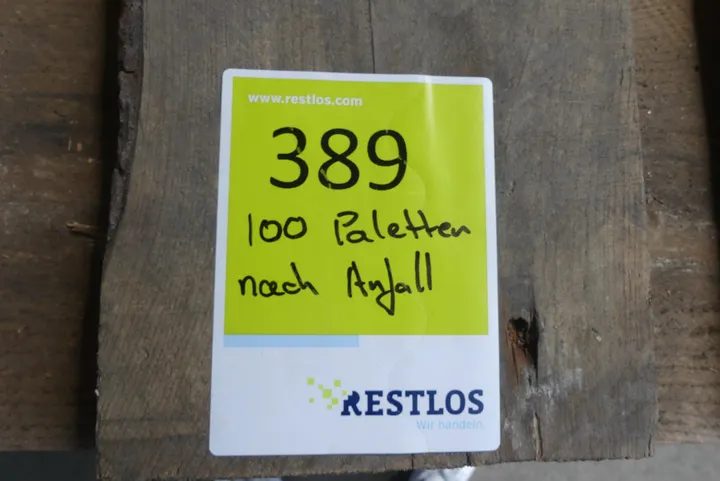 www.restlos.com
389
100 Paletten
nach Anfall
RESTLOS
Wir handeln.